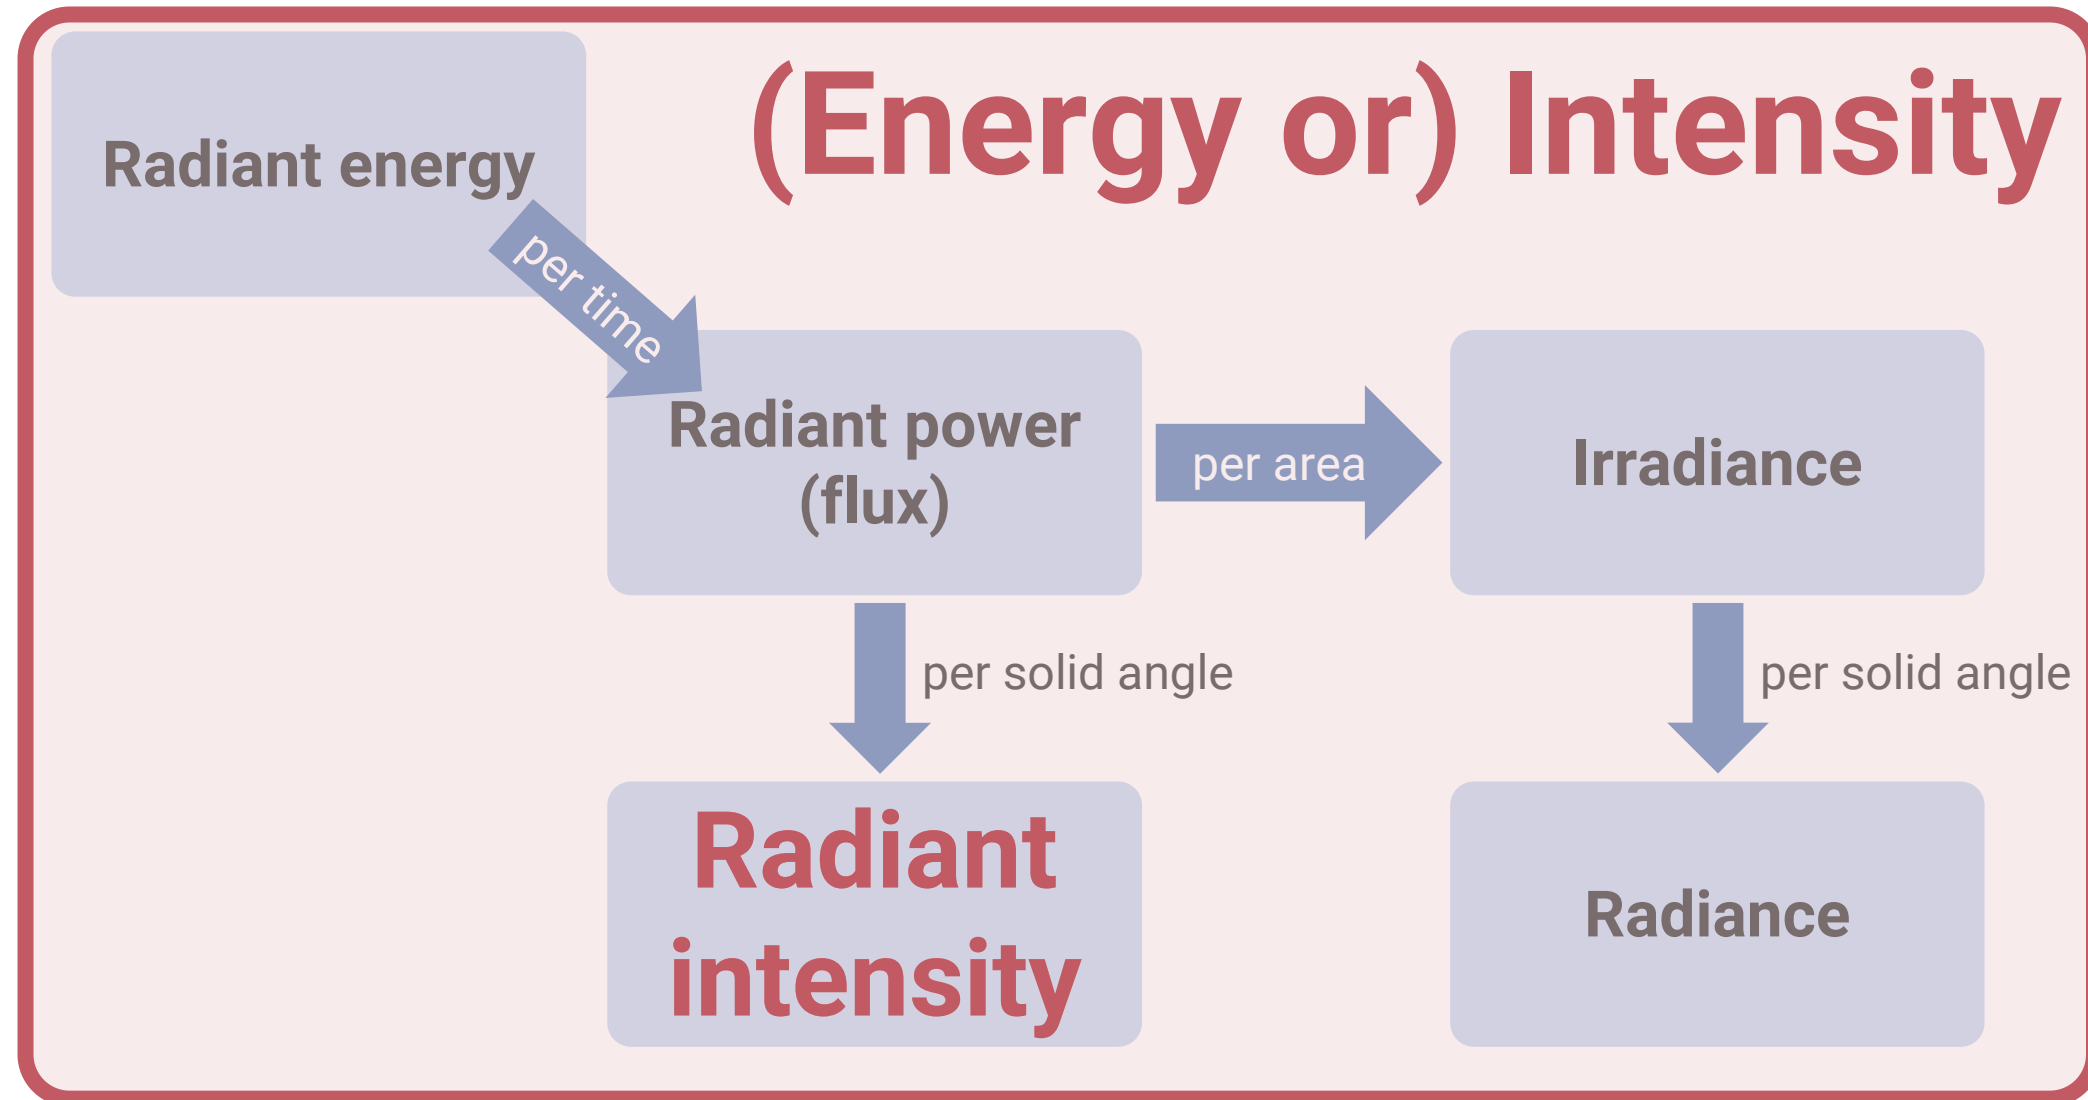 (Energy or) Intensity
Radiant energy
per time
Radiant power
(flux)
per area
Irradiance
per solid angle
per solid angle
Radiant
intensity
Radiance